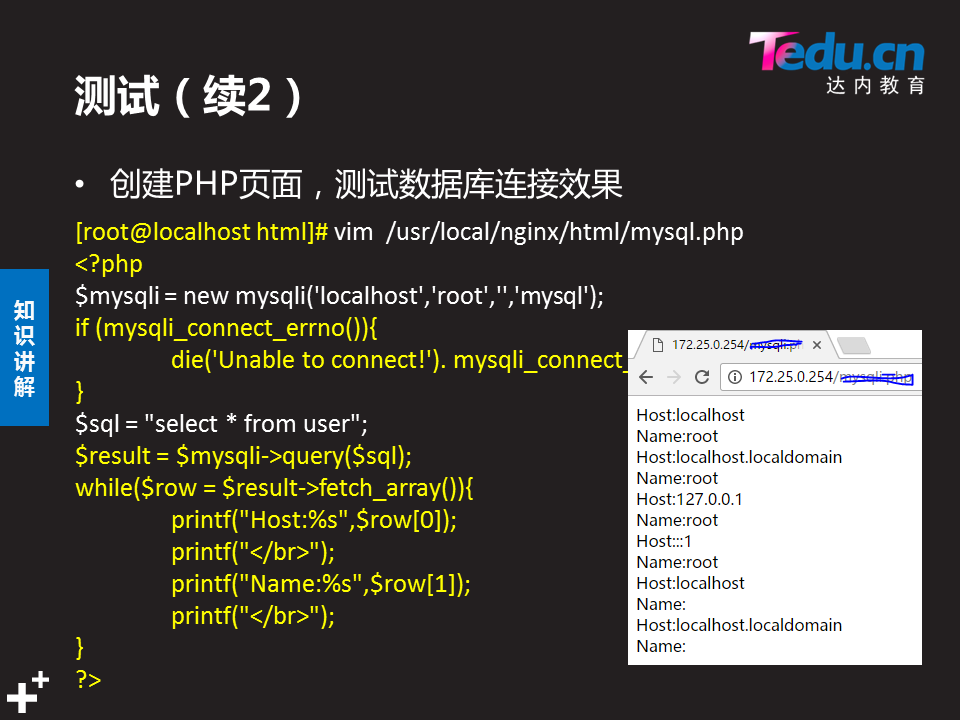 Tedu.cn
达内教育
测试（续2）
• 创建PHP页面，测试数据库连接效果
[root@localhost html]# vim /usr/local/nginx/html/mysql.php
<?php
$mysqli = new mysqli('localhost','root','','mysql');
if (mysqli_connect_errno()){
die('Unable to connect!'). mysqli_connect_
}
$sql = "select * from user";
$result = $mysqli->query($sql);
while($row = $result->fetch_array()){
printf("Host:%s",$row[0]);
printf("</br>");
printf("Name:%s",$row[1]);
printf("</br>");
}
?>
知识讲解
172.25.0.254/mysqli.ph
172.25.0.254/mysqli.php
Host:localhost
Name:root
Host:localhost.localdomain
Name:root
Host:127.0.0.1
Name:root
Host:::1
Name:root
Host:localhost
Name:
Host:localhost.localdomain
Name: